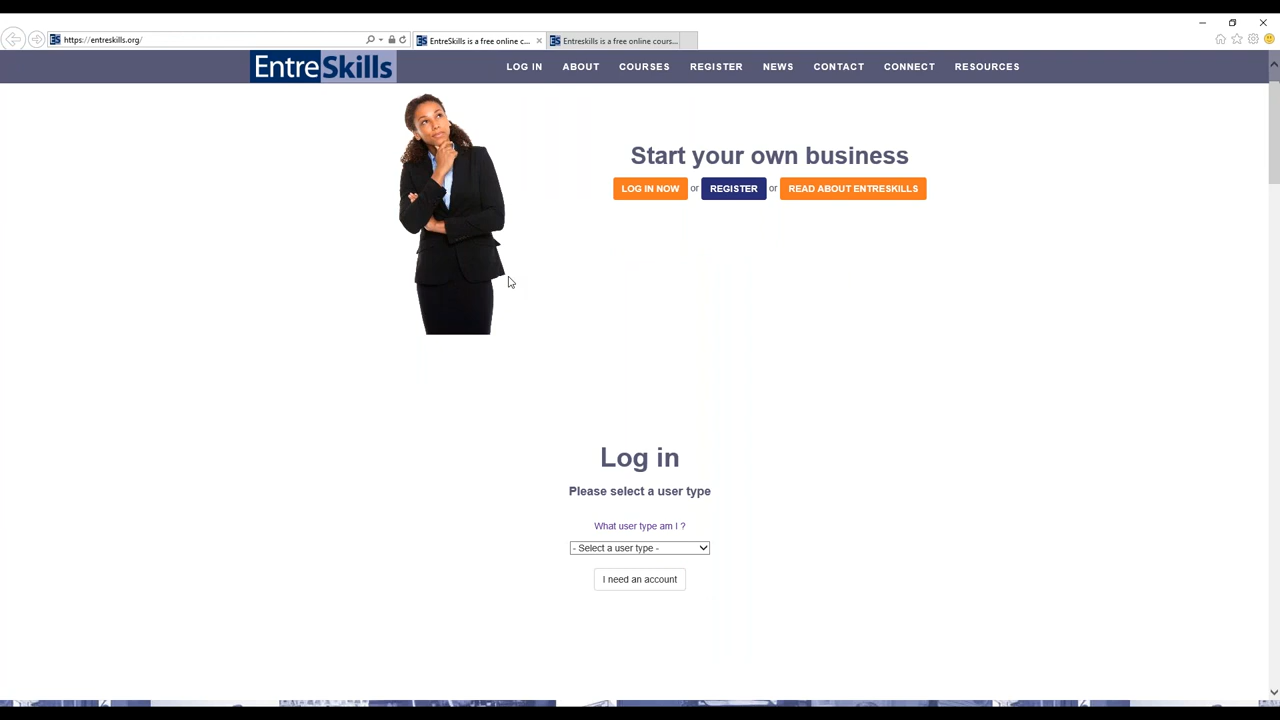 https://entreskills.org/
EntreSkills is a free online c...
Entreskills is a free online cours...
EntreSkills
LOG IN
ABOUT
COURSES
REGISTER
NEWS
CONTACT
CONNECT
RESOURCES
Start your own business
LOG IN NOW or REGISTER or READ ABOUT ENTRESKILLS
Log in
Please select a user type
What user type am I ?
- Select a user type -
I need an account